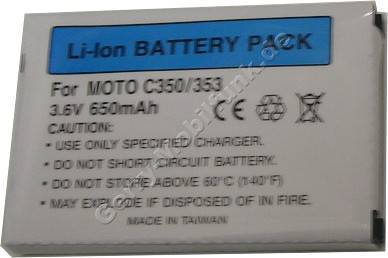 Li-Ion BATTERY PACK
For MOTO C350/353
3.6V 650mAh
CAUTION:
• USE ONLY SPECIFIED CHARGER.
• DO NOT SHORT CIRCUIT BATTERY.
• DO NOT STORE ABOVE 60°C (140°F)
• MAY EXPLODE IF DISPOSED OF IN FIRE.
MADE IN TAIWAN